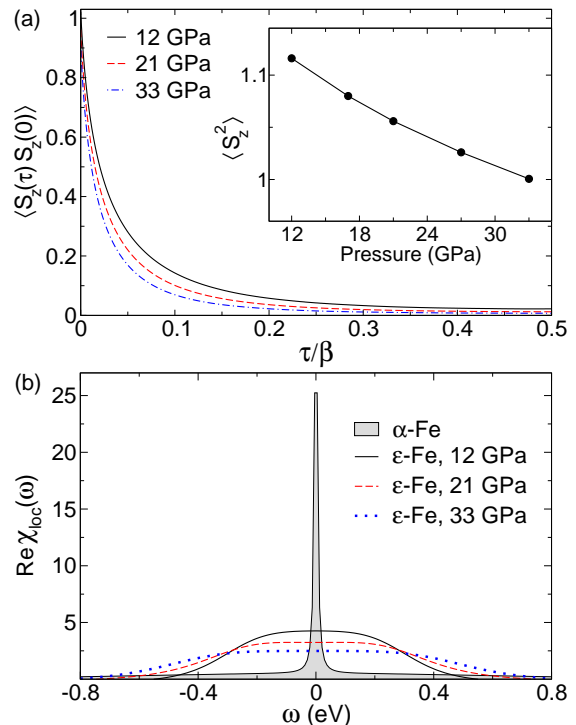 (a)
⟨S_z(τ) S_z(0)⟩
1
0.8
0.6
0.4
0.2
0
12 GPa
21 GPa
33 GPa
⟨S_z^2⟩
1.1
1
12 18 24 30
Pressure (GPa)
0 0.1 0.2 0.3 0.4 0.5
τ/β
(b)
Re χ_loc(ω)
25
20
15
10
5
α-Fe
ε-Fe, 12 GPa
ε-Fe, 21 GPa
ε-Fe, 33 GPa
-0.8 -0.4 0 0.4 0.8
ω (eV)